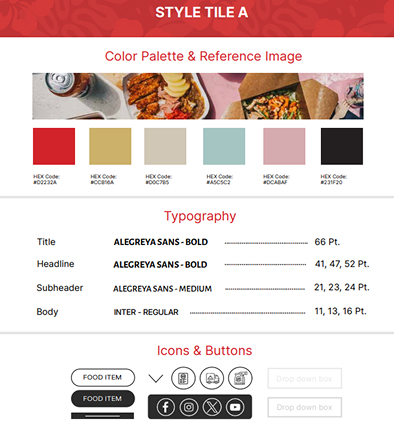 STYLE TILE A
Color Palette & Reference Image
HEX Code: HEX Code: HEX Code: HEX Code: HEX Code: HEX Code:
#D2232A #CCB16A #D0C7B5 #A5C5C2 #DCABAF #231F20
Typography
Title ALEGREYA SANS - BOLD 66 Pt.
Headline ALEGREYA SANS - BOLD 41, 47, 52 Pt.
Subheader ALEGREYA SANS - MEDIUM 21, 23, 24 Pt.
Body INTER - REGULAR 11, 13, 16 Pt.
Icons & Buttons
FOOD ITEM Drop down box
FOOD ITEM Drop down box